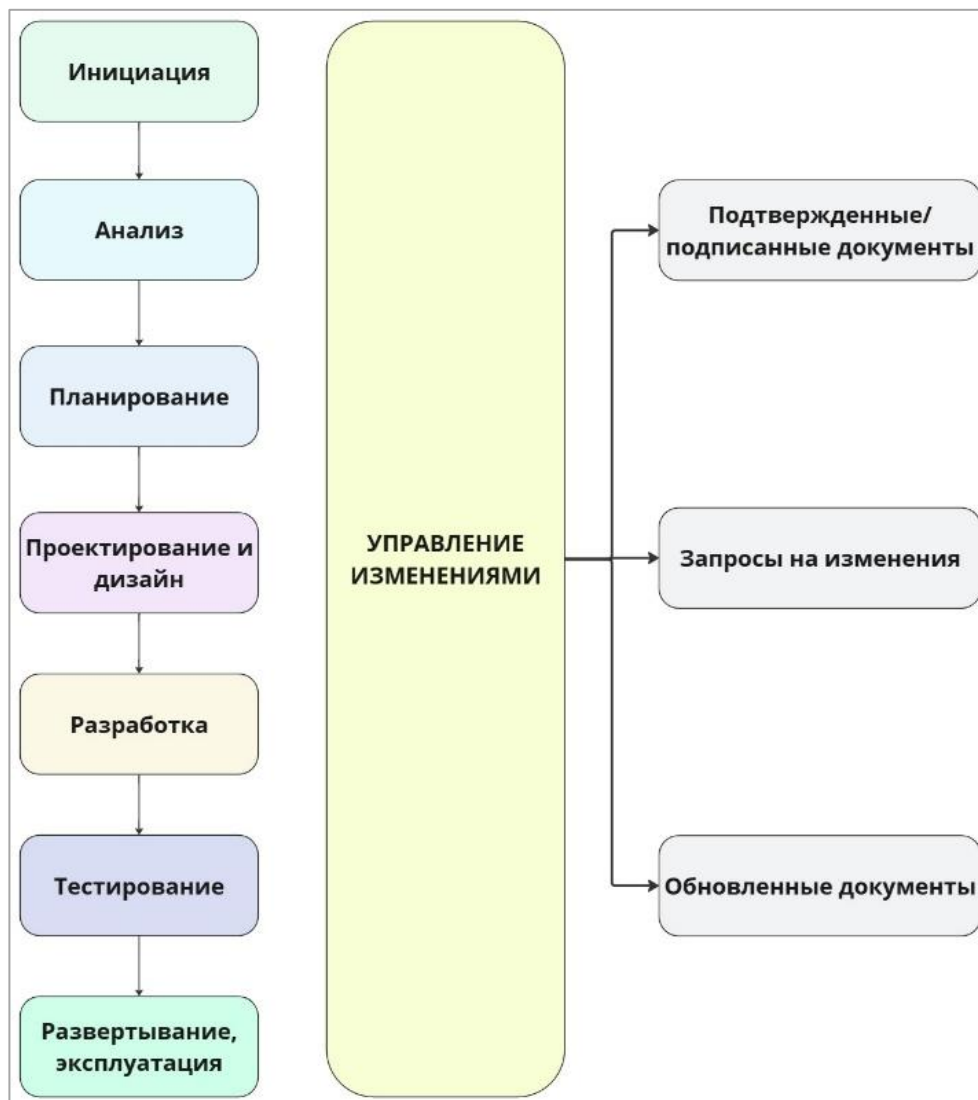 Инициация
Анализ
Планирование
Проектирование и
дизайн
Разработка
Тестирование
Развертывание,
эксплуатация
УПРАВЛЕНИЕ
ИЗМЕНЕНИЯМИ
Подтвержденные/
подписанные документы
Запросы на изменения
Обновленные документы